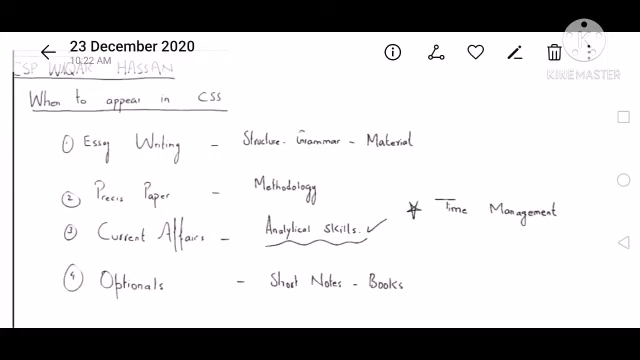 23 December 2020
10:22 AM
KINEMASTER
CSP WAQAR HASSAN
When to appear in CSS
1 Essay Writing - Structure - Grammar - Material
2 Precis Paper - Methodology
* Time Management
3 Current Affairs - Analytical Skills. ✓
4 Optionals - Short Notes - Books